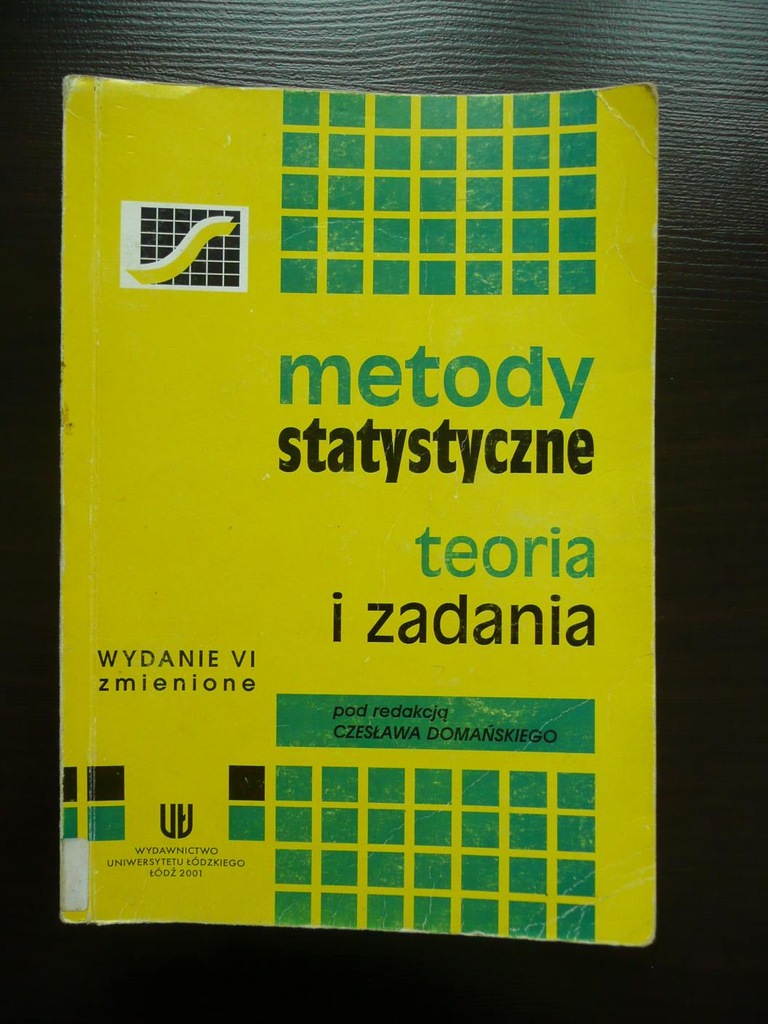 metody
statystyczne
teoria
i zadania
WYDANIE VI
zmienione
pod redakcją
CZESŁAWA DOMAŃSKIEGO
UŁ
WYDAWNICTWO
UNIWERSYTETU ŁÓDZKIEGO
ŁÓDŹ 2001